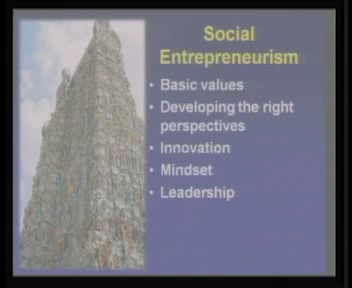 Social
Entrepreneurism
• Basic values
• Developing the right
perspectives
• Innovation
• Mindset
• Leadership